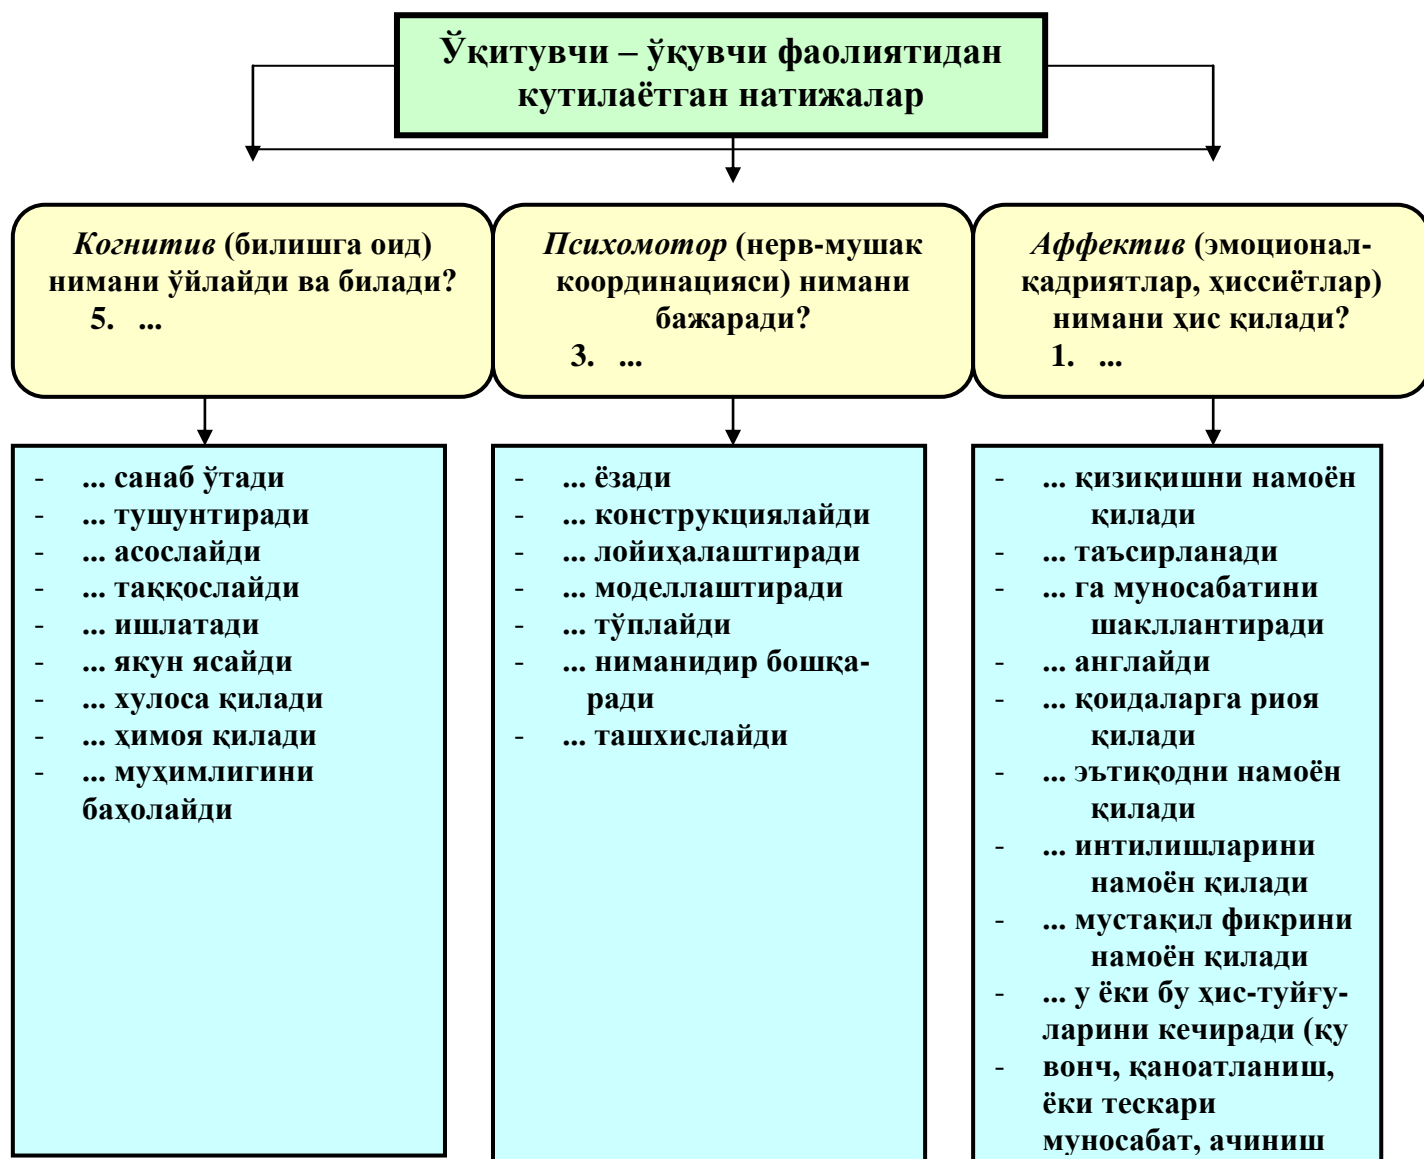 Ўқитувчи – ўқувчи фаолиятидан
кутилаётган натижалар
Когнитив (билишга оид)
нимани ўйлайди ва билади?
5. ...
Психомотор (нерв-мушак
координацияси) нимани
бажаради?
3. ...
Аффектив (эмоционал-
қадриятлар, ҳиссиётлар)
нимани ҳис қилади?
1. ...
- ... санаб ўтади
- ... тушунтиради
- ... асослайди
- ... таққослайди
- ... ишлатади
- ... якун ясайди
- ... хулоса қилади
- ... ҳимоя қилади
- ... муҳимлигини
баҳолайди
- ... ёзади
- ... конструкциялайди
- ... лойиҳалаштиради
- ... моделлаштиради
- ... тўплайди
- ... ниманидир бошқа-
ради
- ... ташхислайди
- ... қизиқишни намоён
қилади
- ... таъсирланади
- ... га муносабатини
шакллантиради
- ... англайди
- ... қоидаларга риоя
қилади
- ... эътиқодни намоён
қилади
- ... интилишларини
намоён қилади
- ... мустақил фикрини
намоён қилади
- ... у ёки бу ҳис-туйғу-
ларини кечиради (қу
- вонч, қаноатланиш,
ёки тескари
муносабат, ачиниш